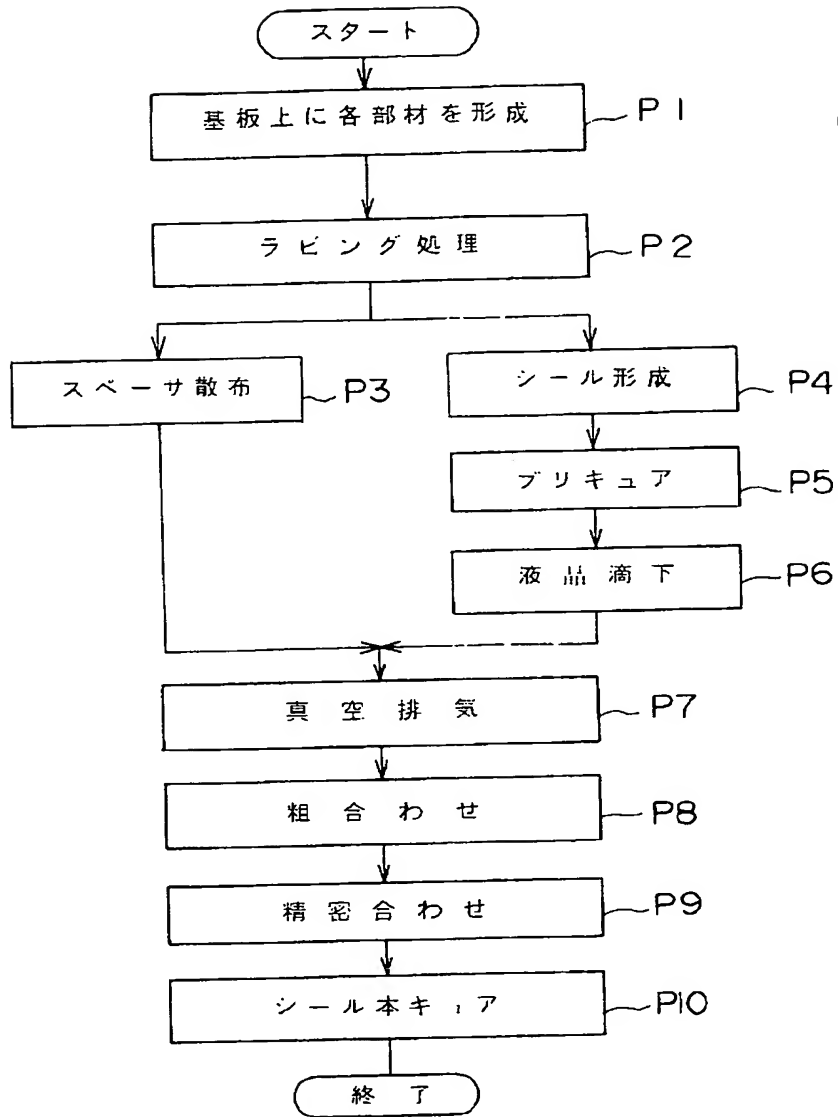 スタート
基板上に各部材を形成 P1
ラビング処理 P2
スペーサ散布 P3
シール形成 P4
プリキュア P5
液晶滴下 P6
真空排気 P7
粗合わせ P8
精密合わせ P9
シール本キュア P10
終了